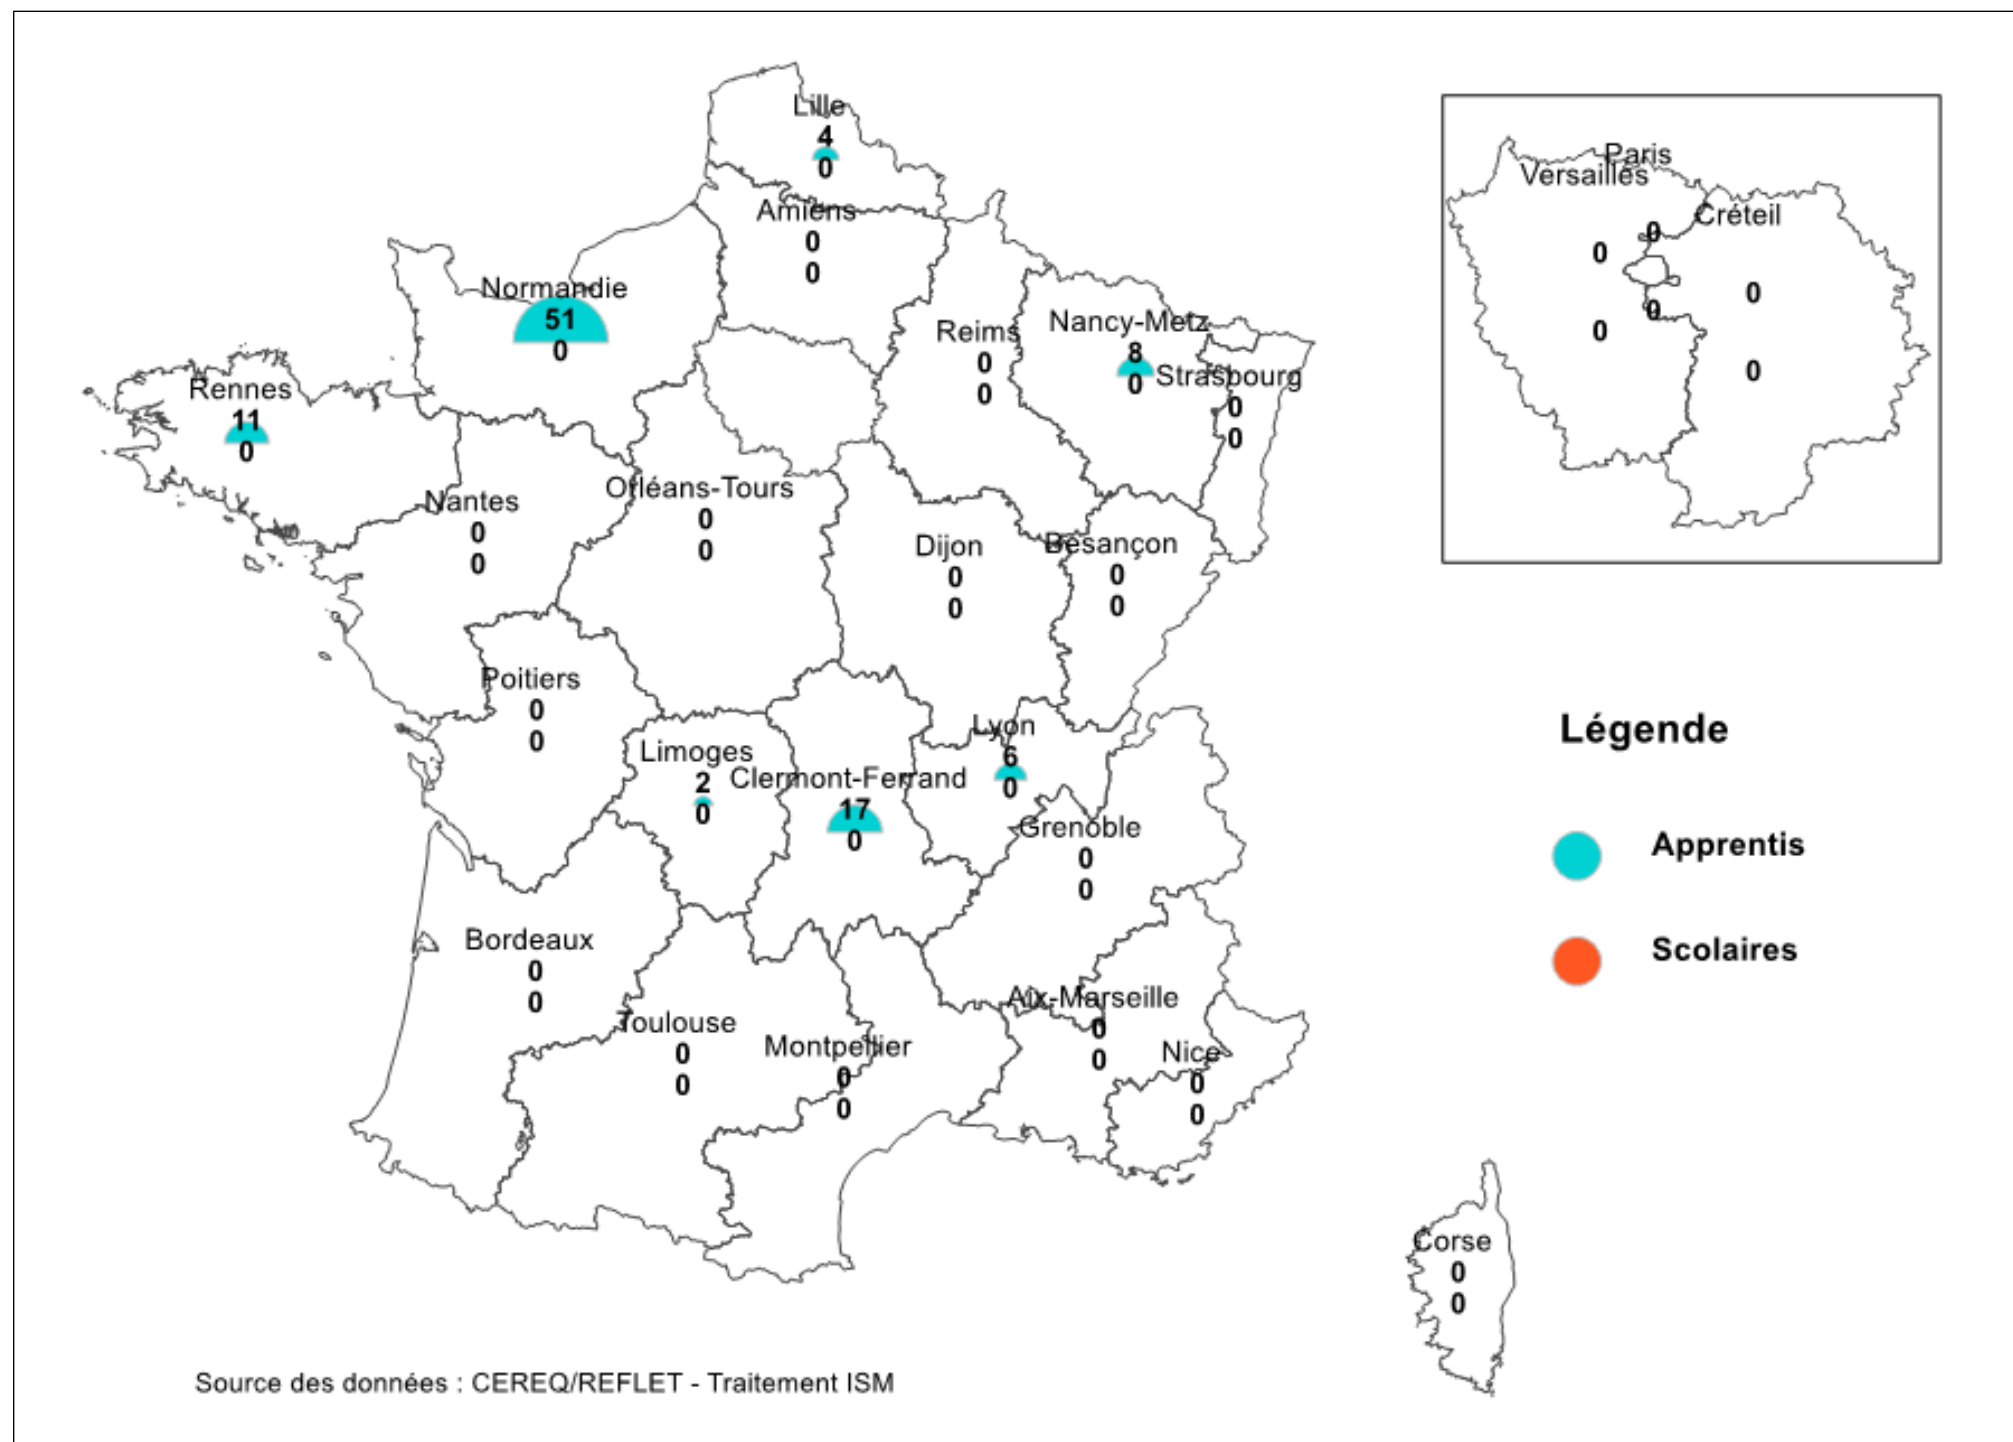 Lille
4
0
Amiens
0
0
Normandie
51
0
Rennes
11
0
Reims
0
0
Nancy-Metz
8
0
Strasbourg
0
0
Nantes
0
0
Orléans-Tours
0
0
Dijon
0
0
Besançon
0
0
Poitiers
0
0
Limoges
2
0
Clermont-Ferrand
17
0
Lyon
6
0
Grenoble
0
0
Bordeaux
0
0
Toulouse
0
0
Montpellier
0
0
Aix-Marseille
0
0
Nice
0
0
Corse
0
0
Paris
0
0
Versailles
0
0
Créteil
0
0
Légende
Apprentis
Scolaires
Source des données : CEREQ/REFLET - Traitement ISM